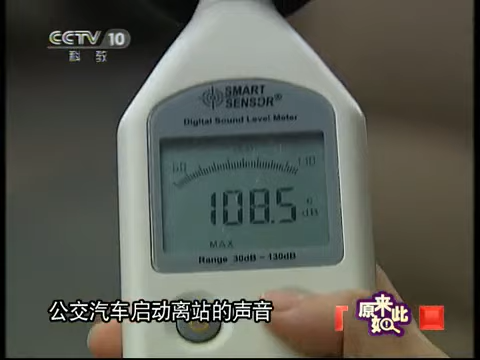 CCTV 10
科教
SMART
SENSOR®
Digital Sound Level Meter
108.5
dB
MAX
Range 30dB ~ 130dB
公交汽车启动离站的声音
原来如此